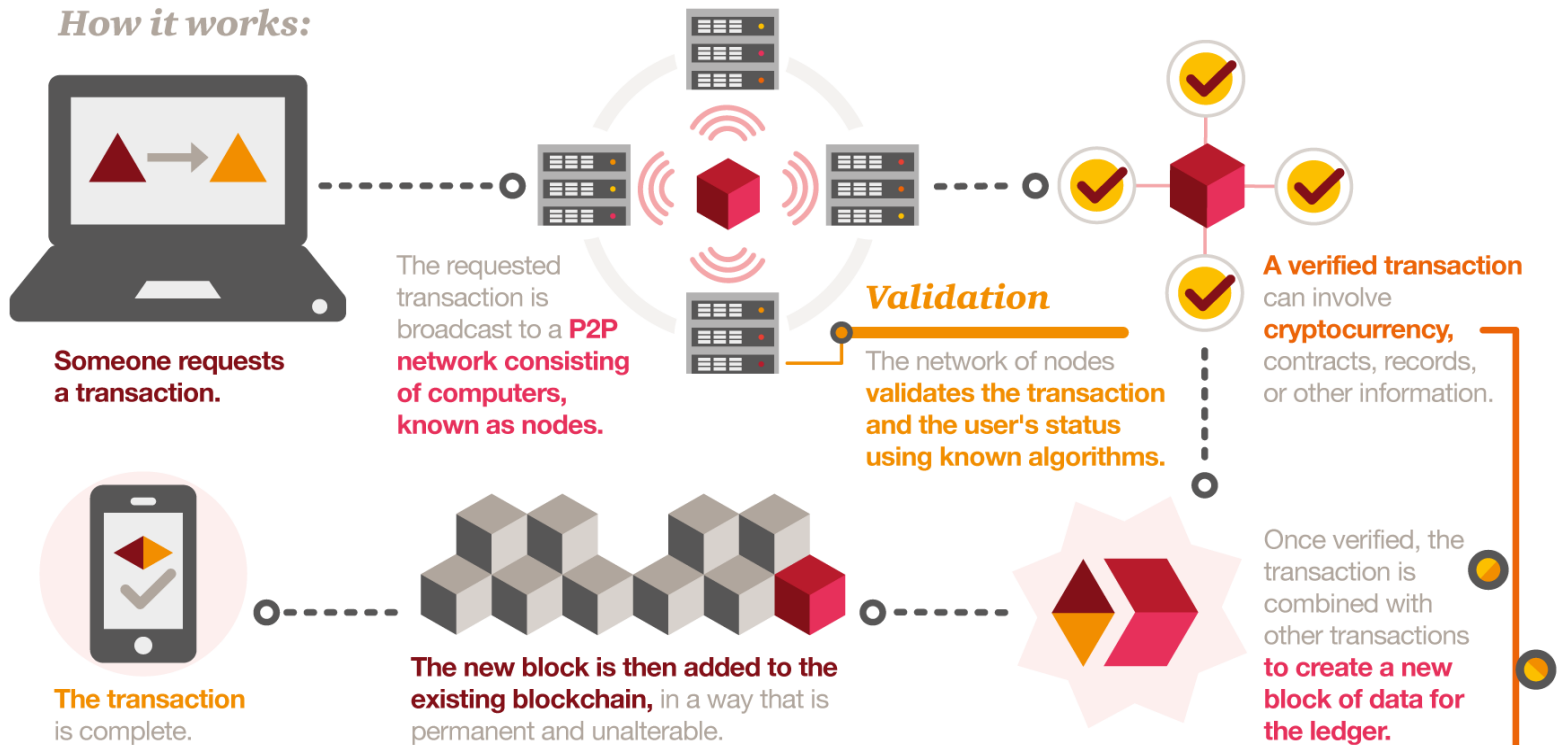 How it works:
Someone requests
a transaction.
The requested
transaction is
broadcast to a P2P
network consisting
of computers,
known as nodes.
Validation
The network of nodes
validates the transaction
and the user's status
using known algorithms.
A verified transaction
can involve
cryptocurrency,
contracts, records,
or other information.
Once verified, the
transaction is
combined with
other transactions
to create a new
block of data for
the ledger.
The new block is then added to the
existing blockchain, in a way that is
permanent and unalterable.
The transaction
is complete.